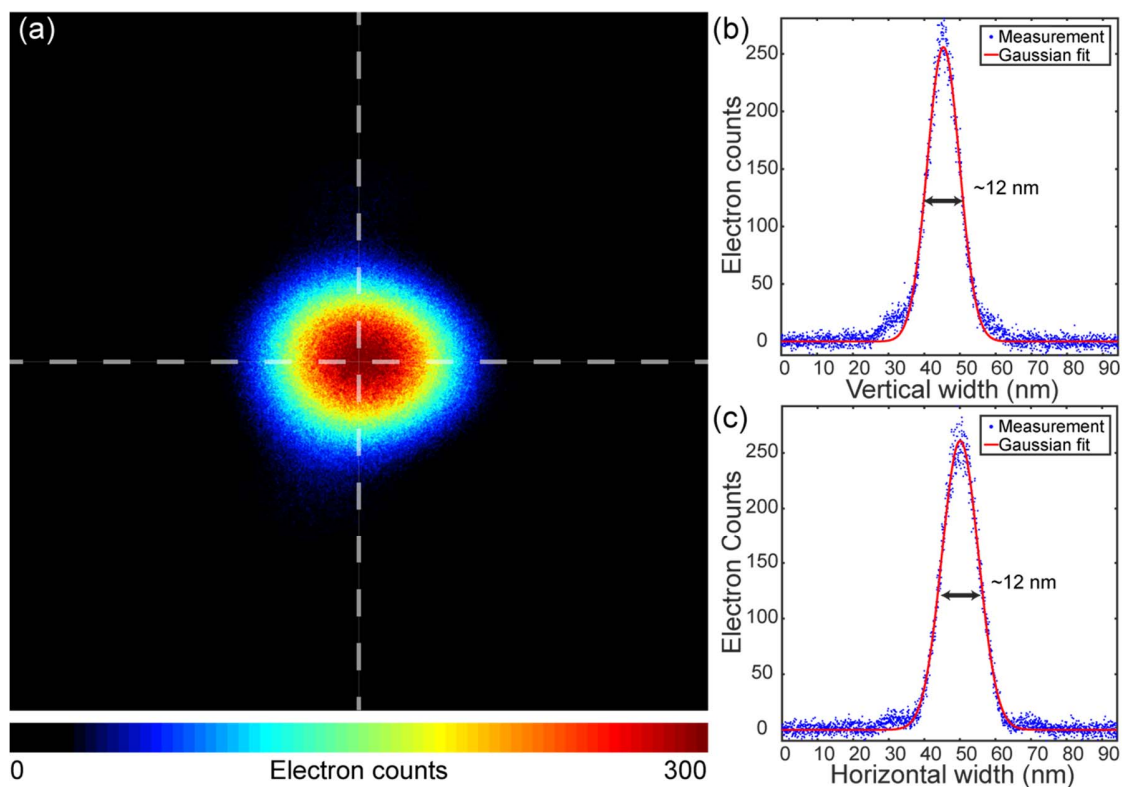 (a)
0 Electron counts 300
(b)
Measurement
Gaussian fit
~12 nm
Electron counts
250
200
150
100
50
0
0 10 20 30 40 50 60 70 80 90
Vertical width (nm)
(c)
Measurement
Gaussian fit
~12 nm
Electron Counts
250
200
150
100
50
0
0 10 20 30 40 50 60 70 80 90
Horizontal width (nm)